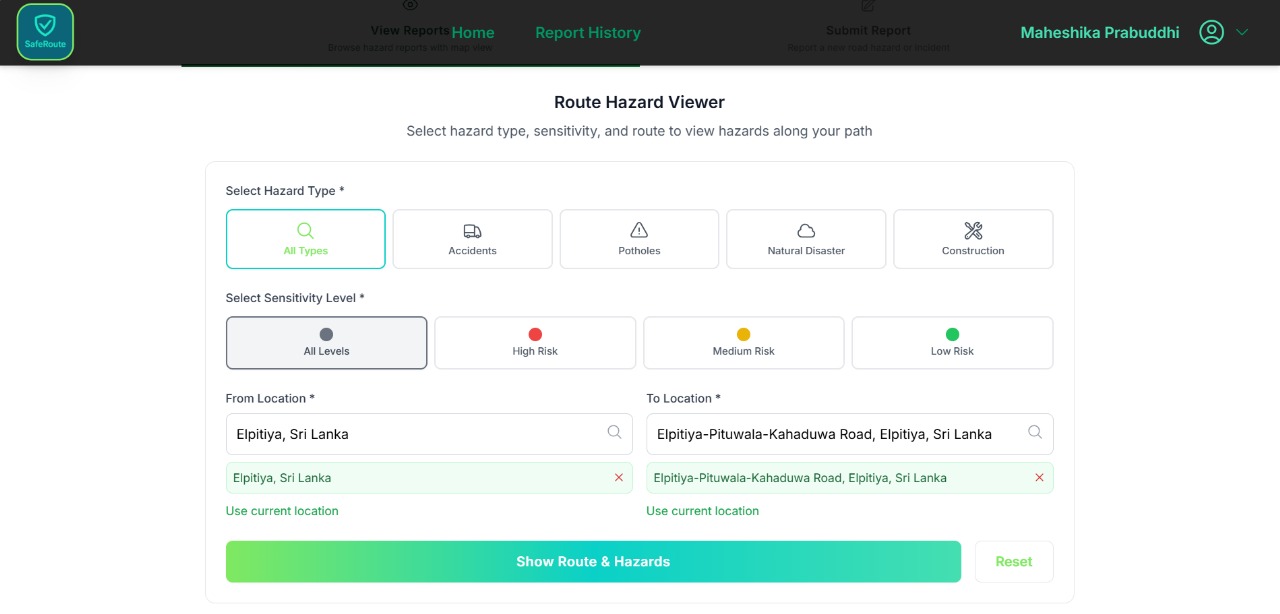 SafeRoute
View Reports
Browse hazard reports with map view
Home
Report History
Submit Report
Report a new road hazard or incident
Maheshika Prabuddhi
Route Hazard Viewer
Select hazard type, sensitivity, and route to view hazards along your path
Select Hazard Type *
All Types
Accidents
Potholes
Natural Disaster
Construction
Select Sensitivity Level *
All Levels
High Risk
Medium Risk
Low Risk
From Location *
To Location *
Elpitiya, Sri Lanka
Elpitiya-Pituwala-Kahaduwa Road, Elpitiya, Sri Lanka
Elpitiya, Sri Lanka
Elpitiya-Pituwala-Kahaduwa Road, Elpitiya, Sri Lanka
Use current location
Use current location
Show Route & Hazards
Reset